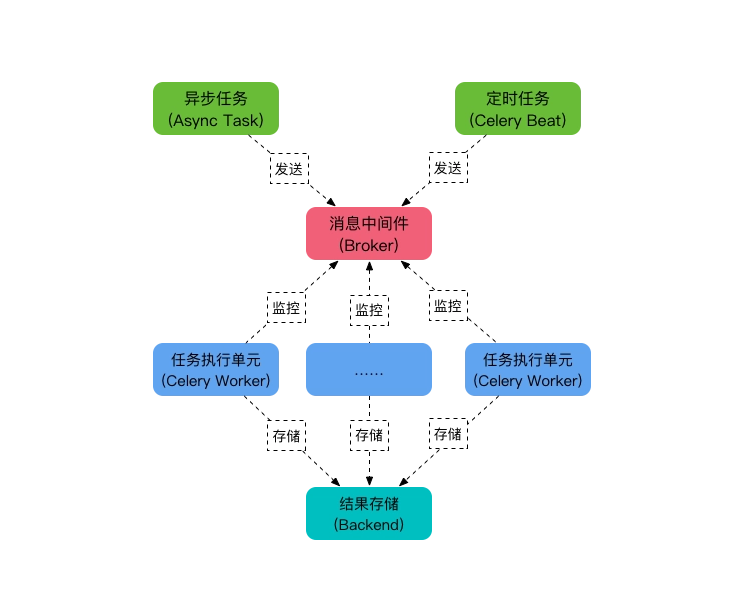 异步任务
(Async Task)
定时任务
(Celery Beat)
发送
发送
消息中间件
(Broker)
监控
监控
监控
任务执行单元
(Celery Worker)
......
任务执行单元
(Celery Worker)
存储
存储
存储
结果存储
(Backend)